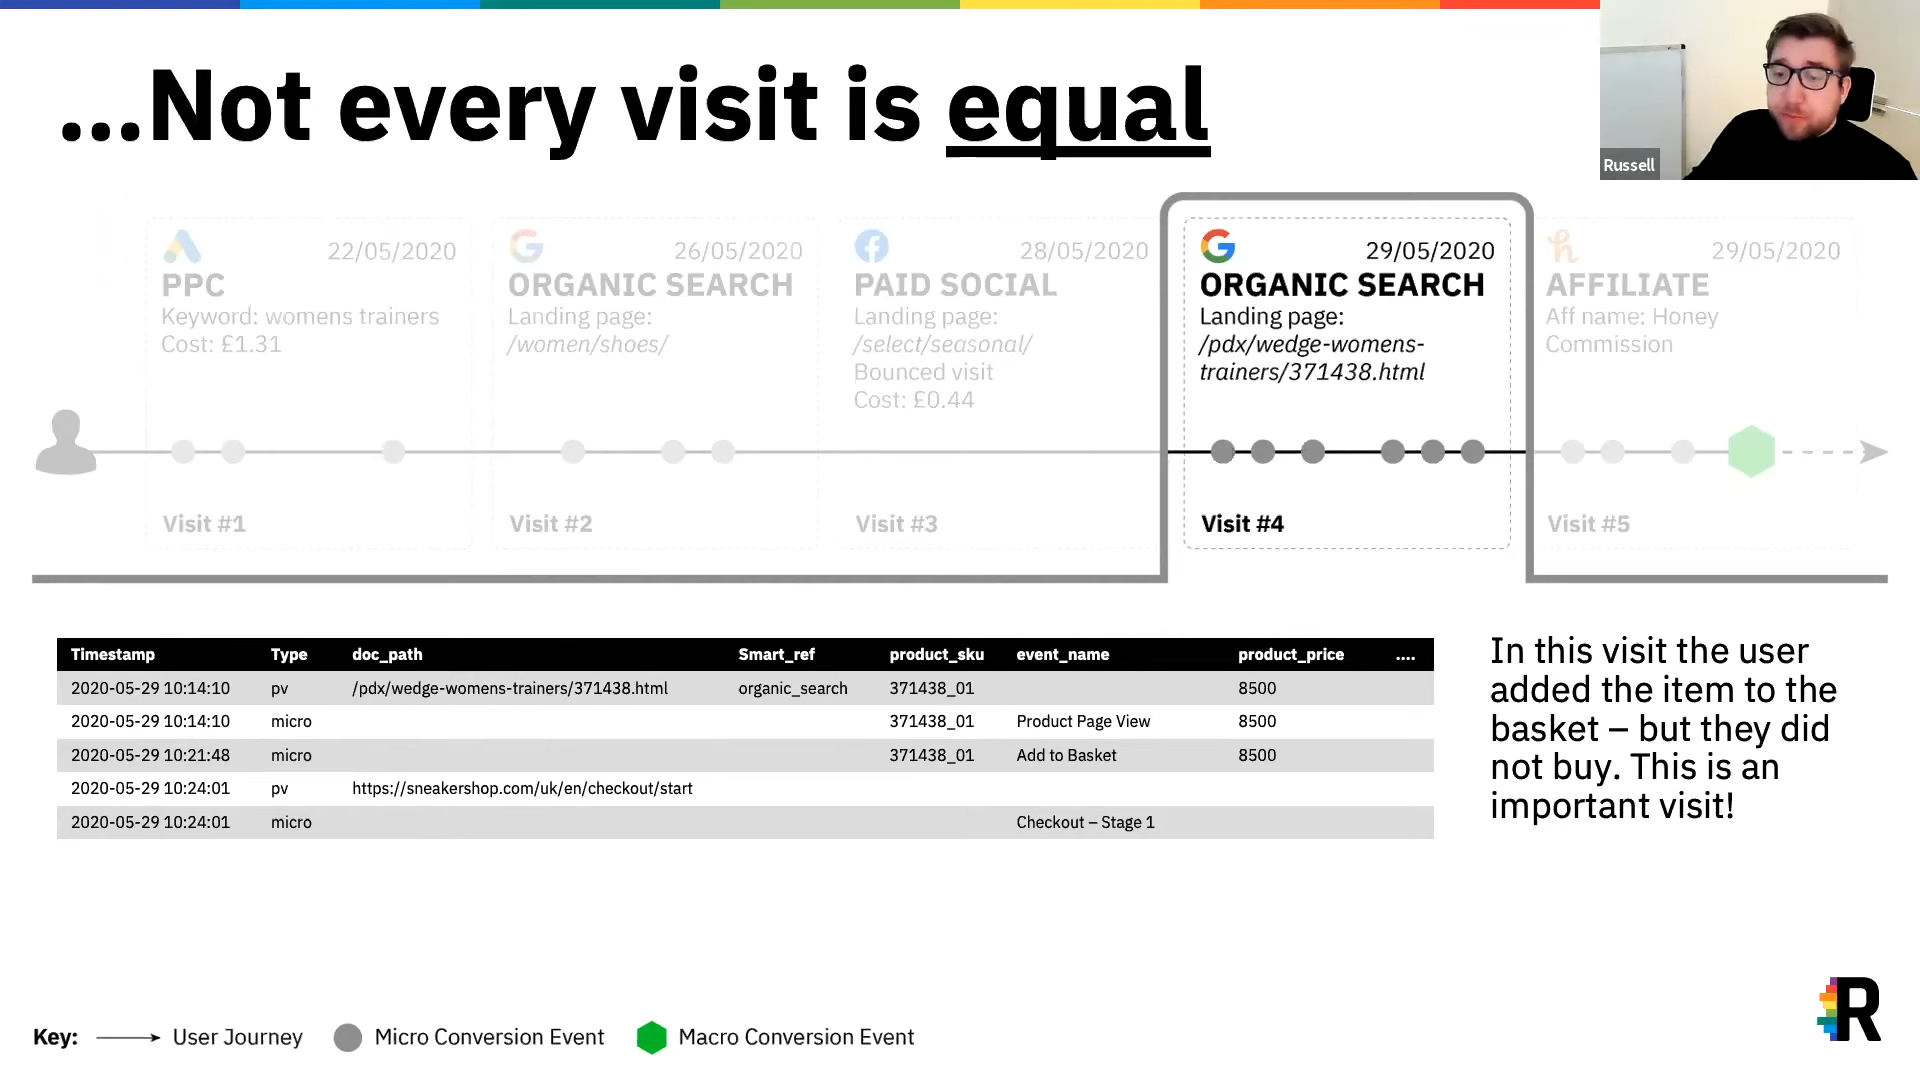 ...Not every visit is equal
Russell
22/05/2020
PPC
Keyword: womens trainers
Cost: £1.31
Visit #1
26/05/2020
ORGANIC SEARCH
Landing page:
/women/shoes/
Visit #2
28/05/2020
PAID SOCIAL
Landing page:
/select/seasonal/
Bounced visit
Cost: £0.44
Visit #3
29/05/2020
ORGANIC SEARCH
Landing page:
/pdx/wedge-womens-
trainers/371438.html
Visit #4
29/05/2020
AFFILIATE
Aff name: Honey
Commission
Visit #5
Timestamp Type doc_path Smart_ref product_sku event_name product_price ....
2020-05-29 10:14:10 pv /pdx/wedge-womens-trainers/371438.html organic_search 371438_01 8500
2020-05-29 10:14:10 micro 371438_01 Product Page View 8500
2020-05-29 10:21:48 micro 371438_01 Add to Basket 8500
2020-05-29 10:24:01 pv https://sneakershop.com/uk/en/checkout/start
2020-05-29 10:24:01 micro Checkout – Stage 1
In this visit the user
added the item to the
basket – but they did
not buy. This is an
important visit!
Key: User Journey Micro Conversion Event Macro Conversion Event
R